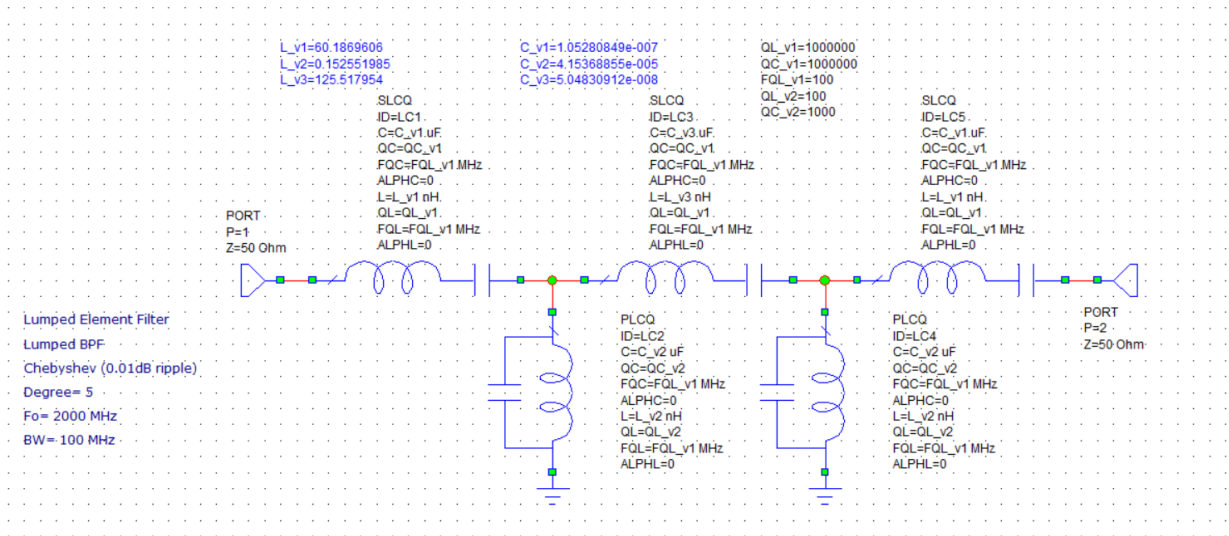 L_v1=60.1869606
L_v2=0.152551985
L_v3=125.517954
C_v1=1.05280849e-007
C_v2=4.15368855e-005
C_v3=5.04830912e-008
QL_v1=1000000
QC_v1=1000000
FQL_v1=100
QL_v2=100
QC_v2=1000
SLCQ
ID=LC1
C=C_v1 uF
QC=QC_v1
FQC=FQL_v1 MHz
ALPHC=0
L=L_v1 nH
QL=QL_v1
FQL=FQL_v1 MHz
ALPHL=0
SLCQ
ID=LC3
C=C_v3 uF
QC=QC_v1
FQC=FQL_v1 MHz
ALPHC=0
L=L_v3 nH
QL=QL_v1
FQL=FQL_v1 MHz
ALPHL=0
SLCQ
ID=LC5
C=C_v1 uF
QC=QC_v1
FQC=FQL_v1 MHz
ALPHC=0
L=L_v1 nH
QL=QL_v1
FQL=FQL_v1 MHz
ALPHL=0
PORT
P=1
Z=50 Ohm
Lumped Element Filter
Lumped BPF
Chebyshev (0.01dB ripple)
Degree= 5
Fo= 2000 MHz
BW= 100 MHz
PLCQ
ID=LC2
C=C_v2 uF
QC=QC_v2
FQC=FQL_v1 MHz
ALPHC=0
L=L_v2 nH
QL=QL_v2
FQL=FQL_v1 MHz
ALPHL=0
PLCQ
ID=LC4
C=C_v2 uF
QC=QC_v2
FQC=FQL_v1 MHz
ALPHC=0
L=L_v2 nH
QL=QL_v2
FQL=FQL_v1 MHz
ALPHL=0
PORT
P=2
Z=50 Ohm